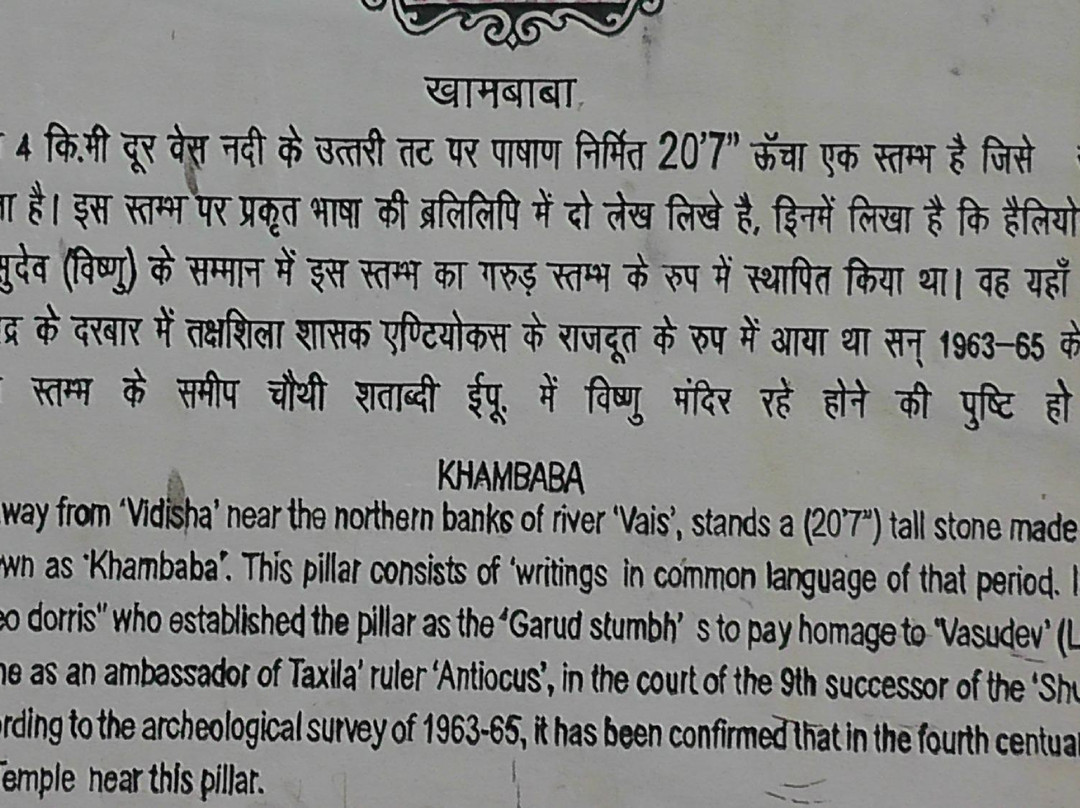 खामबाबा
4 कि.मी दूर वेस नदी के उत्तरी तट पर पाषाण निर्मित 20'7" ऊॅचा एक स्तम्भ है जिसे
ता है। इस स्तम्भ पर प्रकृत भाषा की ब्रलिलिपि में दो लेख लिखे है, इिनमें लिखा है कि हैलियो
सुदेव (विष्णु) के सम्मान में इस स्तम्भ का गरुड़ स्तम्भ के रुप में स्थापित किया था। वह यहाँ
द्र के दरबार में तक्षशिला शासक एण्टियोकस के राजदूत के रुप में आया था सन् 1963-65 के
स्तम्भ के समीप चौथी शताब्दी ईपू. में विष्णु मंदिर रहे होने की पुष्टि हो
KHAMBABA
way from 'Vidisha' near the northern banks of river 'Vais', stands a (20'7") tall stone made
wn as 'Khambaba'. This pillar consists of 'writings in common language of that period. I
eo dorris" who established the pillar as the 'Garud stumbh' s to pay homage to 'Vasudev' (L
ne as an ambassador of Taxila' ruler 'Antiocus', in the court of the 9th successor of the 'Shu
rding to the archeological survey of 1963-65, it has been confirmed that in the fourth centuar
emple near this pillar.